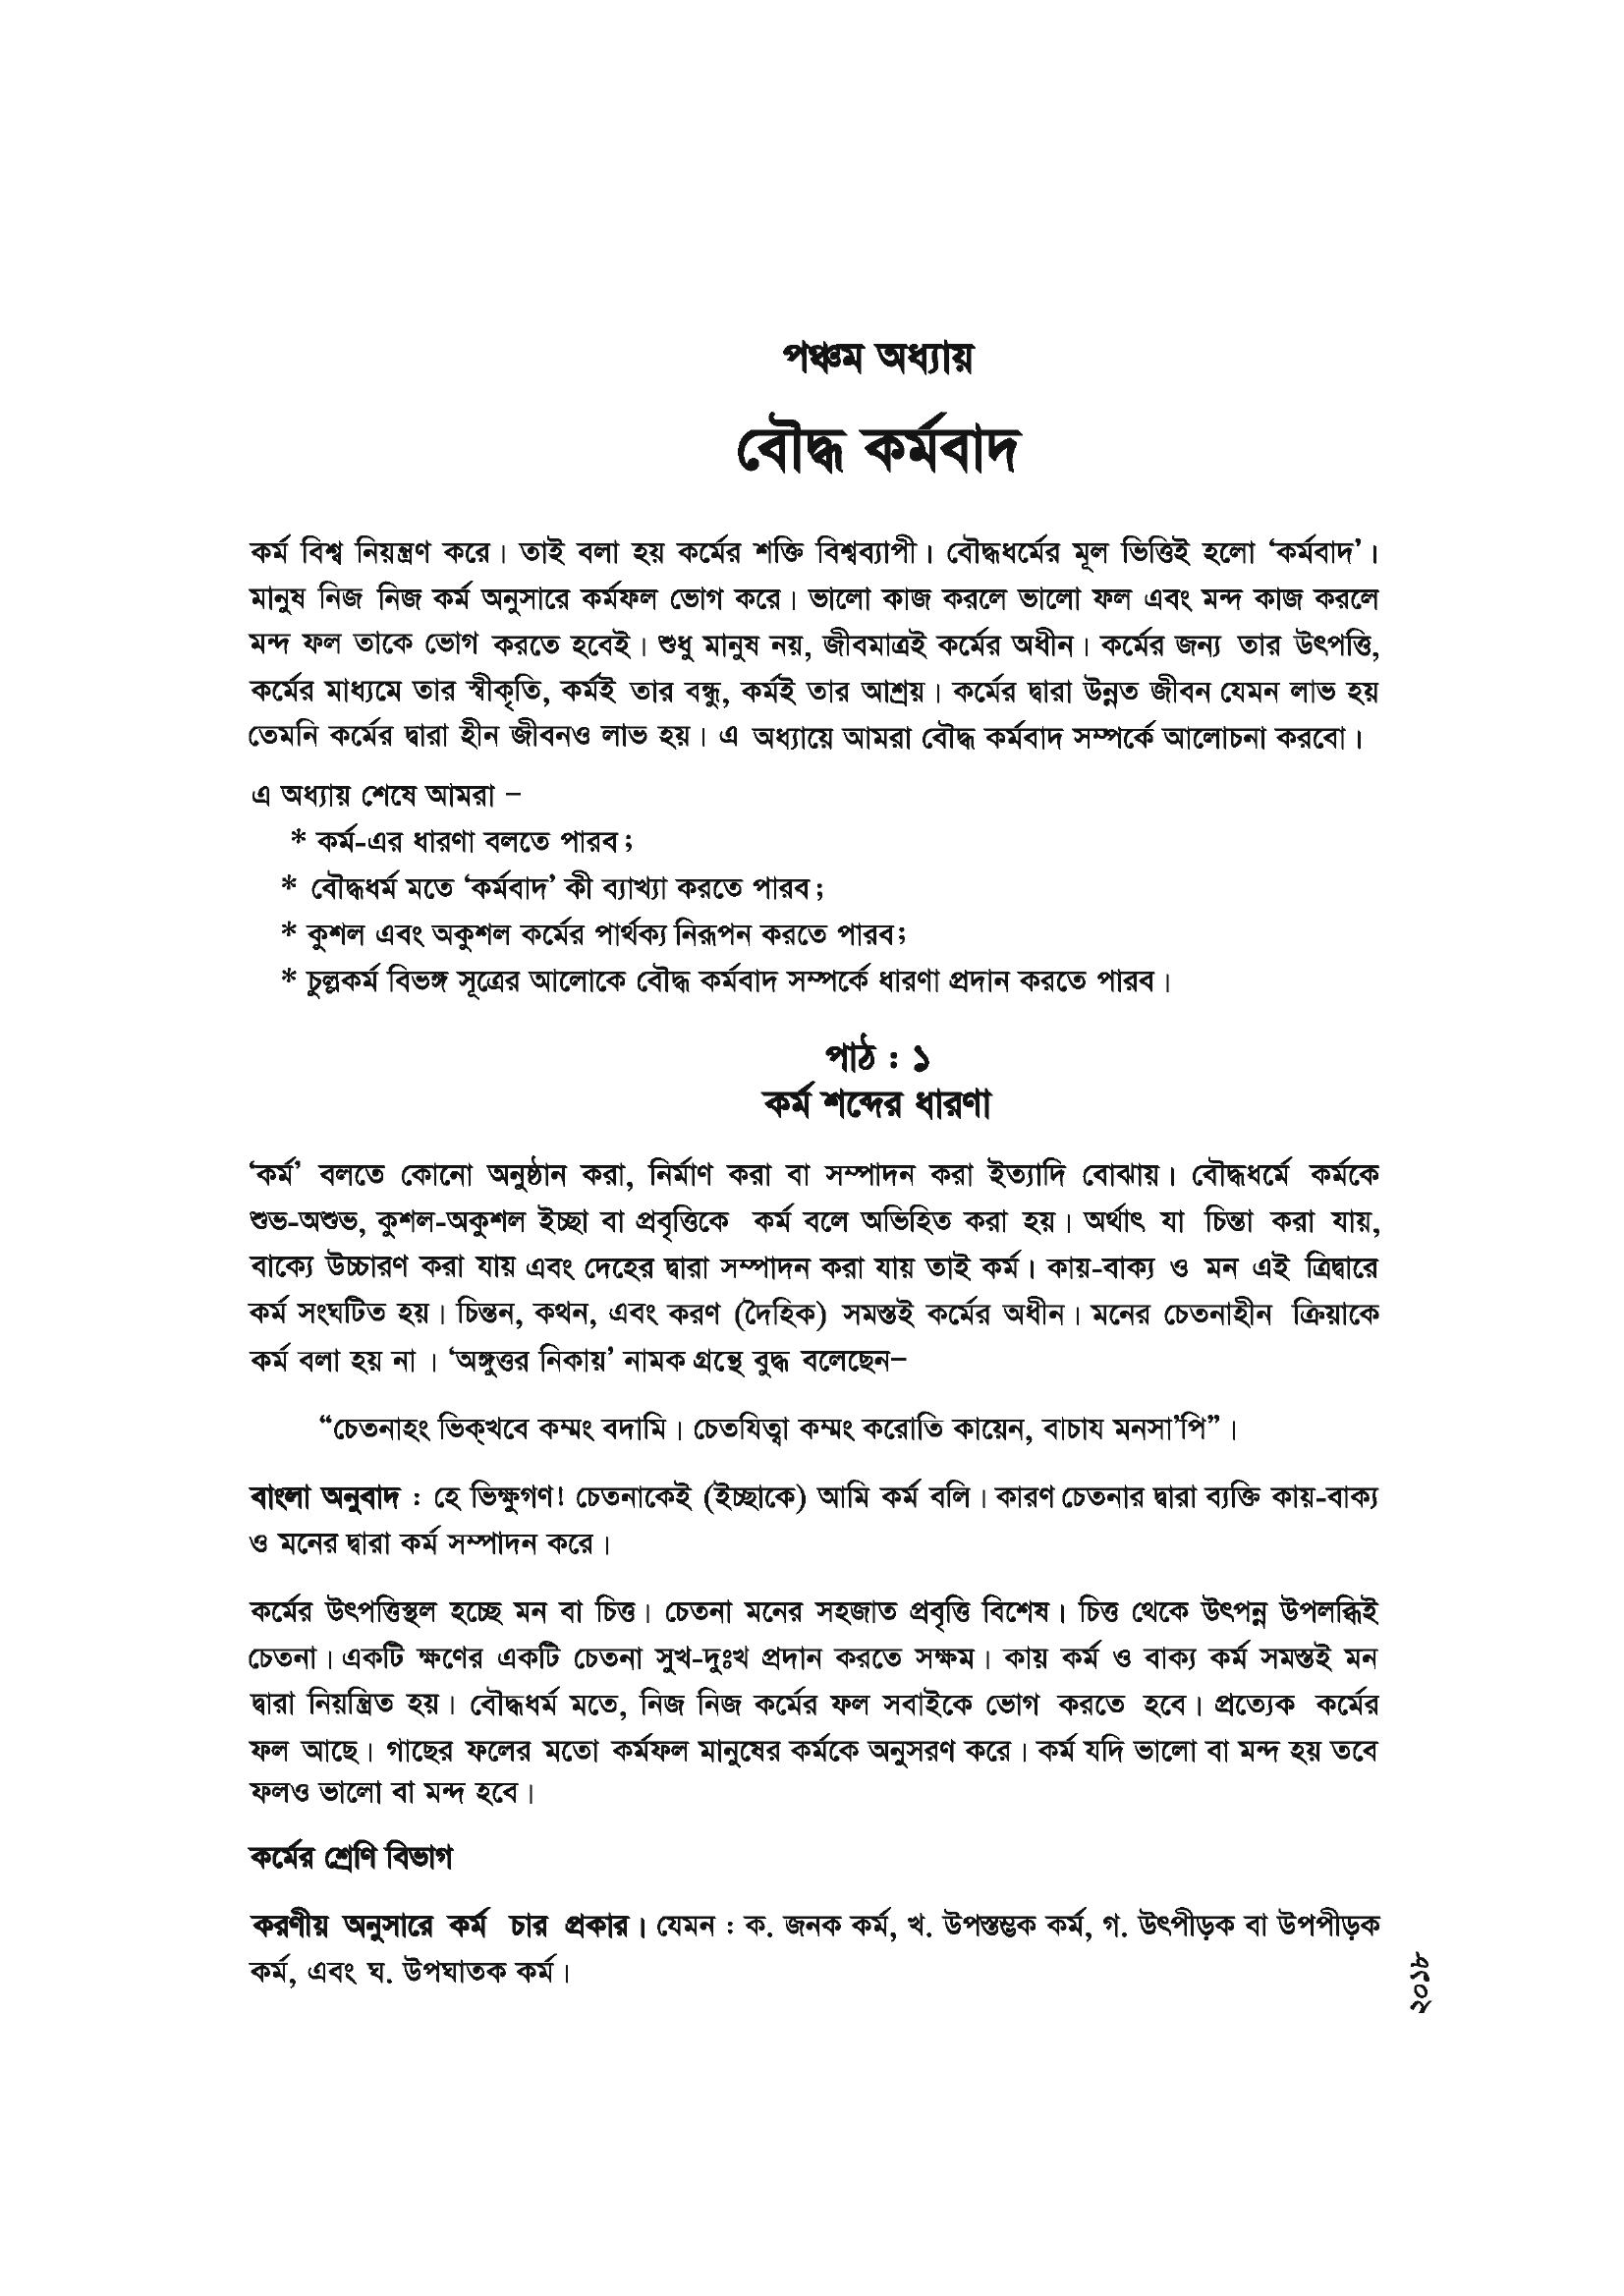 পঞ্চম অধ্যায়
বৌদ্ধ কর্মবাদ
কর্ম বিশ্ব নিয়ন্ত্রণ করে। তাই বলা হয় কর্মের শক্তি বিশ্বব্যাপী। বৌদ্ধধর্মের মূল ভিত্তিই হলো ‘কর্মবাদ’।
মানুষ নিজ নিজ কর্ম অনুসারে কর্মফল ভোগ করে। ভালো কাজ করলে ভালো ফল এবং মন্দ কাজ করলে
মন্দ ফল তাকে ভোগ করতে হবেই। শুধু মানুষ নয়, জীবমাত্রই কর্মের অধীন। কর্মের জন্য তার উৎপত্তি,
কর্মের মাধ্যমে তার স্বীকৃতি, কর্মই তার বন্ধু, কর্মই তার আশ্রয়। কর্মের দ্বারা উন্নত জীবন যেমন লাভ হয়
তেমনি কর্মের দ্বারা হীন জীবনও লাভ হয়। এ অধ্যায়ে আমরা বৌদ্ধ কর্মবাদ সম্পর্কে আলোচনা করবো।
এ অধ্যায় শেষে আমরা –
* কর্ম-এর ধারণা বলতে পারব;
* বৌদ্ধধর্ম মতে ‘কর্মবাদ’ কী ব্যাখ্যা করতে পারব;
* কুশল এবং অকুশল কর্মের পার্থক্য নিরূপন করতে পারব;
* চুল্লকর্ম বিভঙ্গ সূত্রের আলোকে বৌদ্ধ কর্মবাদ সম্পর্কে ধারণা প্রদান করতে পারব।
পাঠ : ১
কর্ম শব্দের ধারণা
‘কর্ম’ বলতে কোনো অনুষ্ঠান করা, নির্মাণ করা বা সম্পাদন করা ইত্যাদি বোঝায়। বৌদ্ধধর্মে কর্মকে
শুভ-অশুভ, কুশল-অকুশল ইচ্ছা বা প্রবৃত্তিকে কর্ম বলে অভিহিত করা হয়। অর্থাৎ যা চিন্তা করা যায়,
বাক্যে উচ্চারণ করা যায় এবং দেহের দ্বারা সম্পাদন করা যায় তাই কর্ম। কায়-বাক্য ও মন এই ত্রিদ্বারে
কর্ম সংঘটিত হয়। চিন্তন, কথন, এবং করণ (দৈহিক) সমস্তই কর্মের অধীন। মনের চেতনাহীন ক্রিয়াকে
কর্ম বলা হয় না । ‘অঙ্গুত্তর নিকায়’ নামক গ্রন্থে বুদ্ধ বলেছেন–
“চেতনাহং ভিক্‌খবে কম্মং বদামি। চেতযিত্বা কম্মং করোতি কায়েন, বাচায মনসা’পি”।
বাংলা অনুবাদ : হে ভিক্ষুগণ! চেতনাকেই (ইচ্ছাকে) আমি কর্ম বলি। কারণ চেতনার দ্বারা ব্যক্তি কায়-বাক্য
ও মনের দ্বারা কর্ম সম্পাদন করে।
কর্মের উৎপত্তিস্থল হচ্ছে মন বা চিত্ত। চেতনা মনের সহজাত প্রবৃত্তি বিশেষ। চিত্ত থেকে উৎপন্ন উপলব্ধিই
চেতনা। একটি ক্ষণের একটি চেতনা সুখ-দুঃখ প্রদান করতে সক্ষম। কায় কর্ম ও বাক্য কর্ম সমস্তই মন
দ্বারা নিয়ন্ত্রিত হয়। বৌদ্ধধর্ম মতে, নিজ নিজ কর্মের ফল সবাইকে ভোগ করতে হবে। প্রত্যেক কর্মের
ফল আছে। গাছের ফলের মতো কর্মফল মানুষের কর্মকে অনুসরণ করে। কর্ম যদি ভালো বা মন্দ হয় তবে
ফলও ভালো বা মন্দ হবে।
কর্মের শ্রেণি বিভাগ
করণীয় অনুসারে কর্ম চার প্রকার। যেমন : ক. জনক কর্ম, খ. উপস্তম্ভক কর্ম, গ. উৎপীড়ক বা উপপীড়ক
কর্ম, এবং ঘ. উপঘাতক কর্ম।
২০১৮